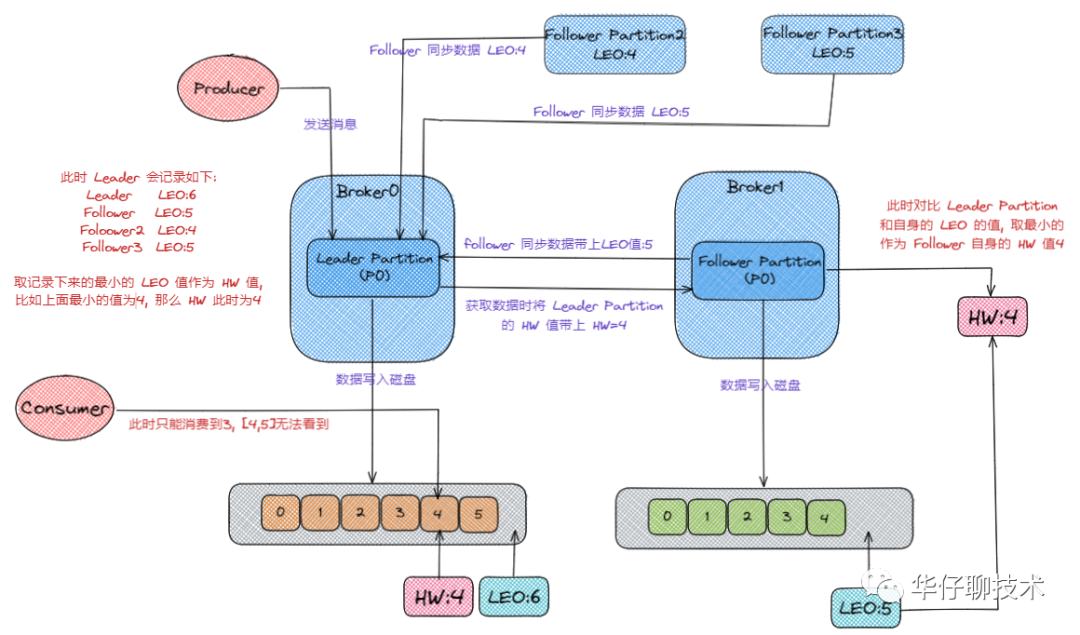 Follower Partition2
LEO:4
Follower Partition3
LEO:5
Follower 同步数据 LEO:4
Producer
Follower 同步数据 LEO:5
发送消息
此时 Leader 会记录如下:
Leader LEO:6
Follower LEO:5
Foloower2 LEO:4
Follower3 LEO:5
取记录下来的最小的 LEO 值作为 HW 值,
比如上面最小的值为4, 那么 HW 此时为4
Broker0
Leader Partition
(P0)
Broker1
Follower Partition
(P0)
follower 同步数据带上LEO值:5
获取数据时将 Leader Partition
的 HW 值带上 HW=4
此时对比 Leader Partition
和自身的 LEO 的值, 取最小的
作为 Follower 自身的 HW 值4
HW:4
数据写入磁盘
数据写入磁盘
Consumer
此时只能消费到3, [4,5]无法看到
0 1 2 3 4 5
0 1 2 3 4
HW:4
LEO:6
LEO:5
华仔聊技术